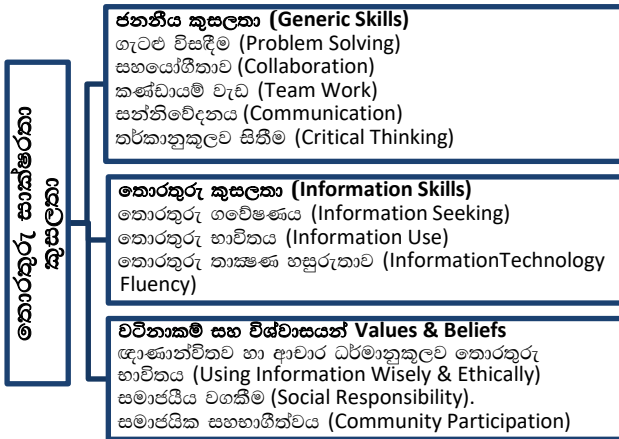 තොරතුරු සාක්ෂරතා
කුසලතා
ජනනීය කුසලතා (Generic Skills)
ගැටළු විසඳීම (Problem Solving)
සහයෝගීතාව (Collaboration)
කණ්ඩායම් වැඩ (Team Work)
සන්නිවේදනය (Communication)
තර්කානුකූලව සිතීම (Critical Thinking)
තොරතුරු කුසලතා (Information Skills)
තොරතුරු ගවේෂණය (Information Seeking)
තොරතුරු භාවිතය (Information Use)
තොරතුරු තාක්‍ෂණ හසුරුතාව (InformationTechnology
Fluency)
වටිනාකම් සහ විශ්වාසයන් Values & Beliefs
ඥාණාන්විතව හා ආචාර ධර්මානුකූලව තොරතුරු
භාවිතය (Using Information Wisely & Ethically)
සමාජයීය වගකීම (Social Responsibility).
සමාජයික සහභාගීත්වය (Community Participation)